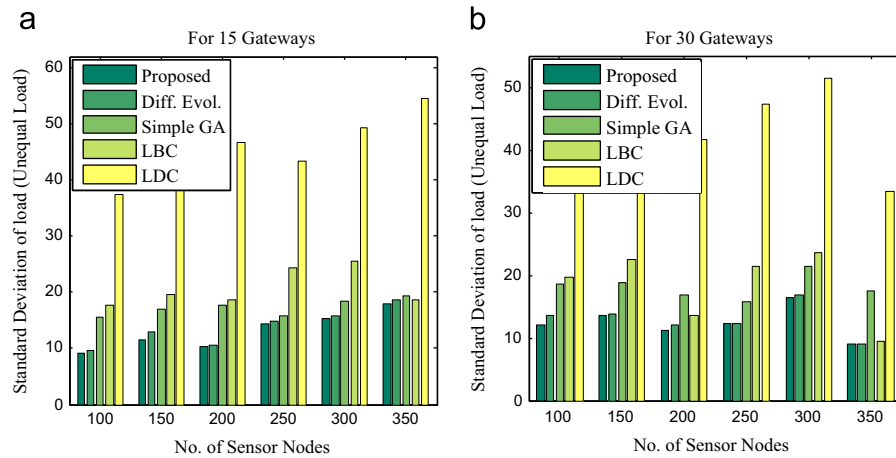 a
For 15 Gateways
Standard Deviation of load (Unequal Load)
60
50
40
30
20
10
0
Proposed
Diff. Evol.
Simple GA
LBC
LDC
100 150 200 250 300 350
No. of Sensor Nodes
b
For 30 Gateways
Standard Deviation of load (Unequal Load)
50
40
30
20
10
0
Proposed
Diff. Evol.
Simple GA
LBC
LDC
100 150 200 250 300 350
No. of Sensor Nodes